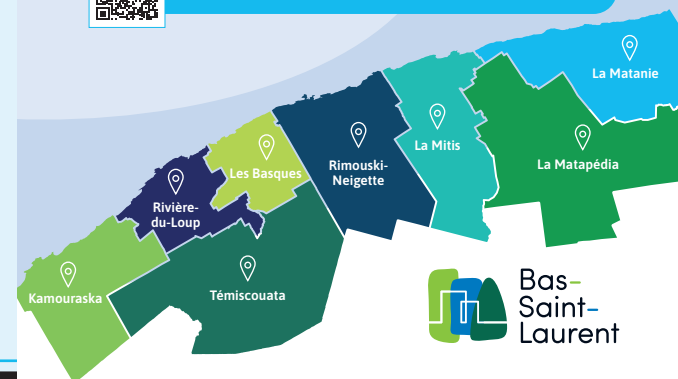 La Matanie
La Mitis
La Matapédia
Rimouski-
Neigette
Les Basques
Rivière-
du-Loup
Témiscouata
Kamouraska
Bas-
Saint-
Laurent